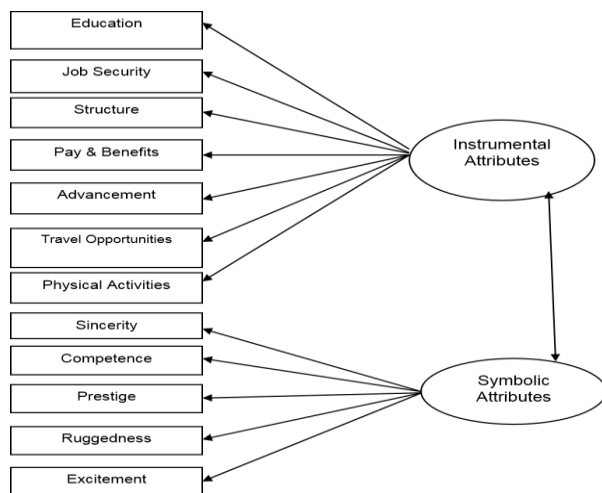 Education
Job Security
Structure
Pay & Benefits
Advancement
Travel Opportunities
Physical Activities
Sincerity
Competence
Prestige
Ruggedness
Excitement
Instrumental
Attributes
Symbolic
Attributes